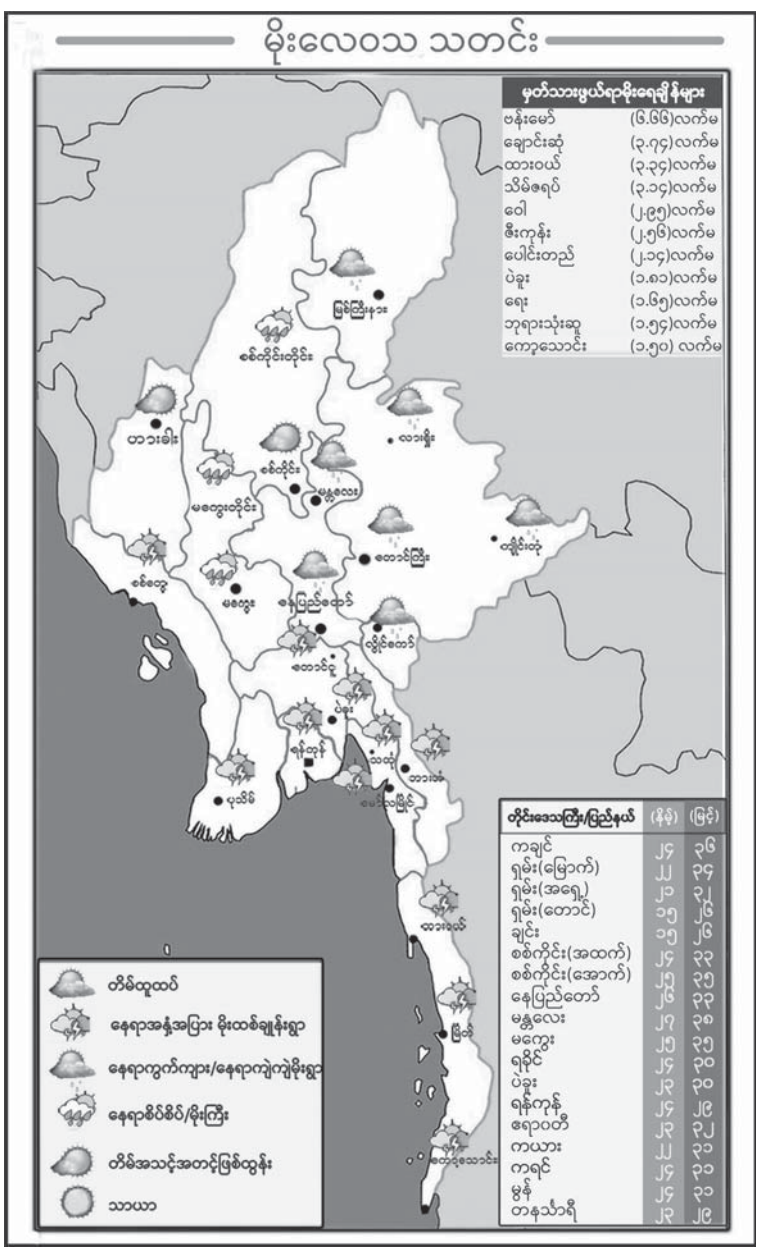 မိုးလေဝသ သတင်း
မှတ်သားဖွယ်ရာမိုးရေချိန်များ
ဗန်းမော် (၆.၆၆)လက်မ
ချောင်းဆုံ (၃.၇၄)လက်မ
ထားဝယ် (၃.၃၄)လက်မ
သိမ်ဇရပ် (၃.၁၄)လက်မ
ဝေါ (၂.၉၅)လက်မ
ဇီးကုန်း (၂.၅၆)လက်မ
ပေါင်းတည် (၂.၁၄)လက်မ
ပဲခူး (၁.၈၁)လက်မ
ရေး (၁.၆၅)လက်မ
ဘုရားသုံးဆူ (၁.၅၄)လက်မ
ကော့သောင်း (၁.၅၀) လက်မ
မြစ်ကြီးနား
စစ်ကိုင်းတိုင်း
ဟားခါး
လားရှိုး
စစ်ကိုင်း
မန္တလေး
မကွေးတိုင်း
တောင်ကြီး
ကျိုင်းတုံ
စစ်တွေ
မကွေး
နေပြည်တော်
လွိုင်ကော်
တောင်ငူ
ပဲခူး
ရန်ကုန်
သထုံ
ဘားအံ
ပုသိမ်
မော်လမြိုင်
ထားဝယ်
မြိတ်
ကော့သောင်း
တိမ်ထူထပ်
နေရာအနှံ့အပြား မိုးထစ်ချုန်းရွာ
နေရာကွက်ကျား/နေရာကျဲကျဲမိုးရွာ
နေရာစိပ်စိပ်/မိုးကြီး
တိမ်အသင့်အတင့်ဖြစ်ထွန်း
သာယာ
တိုင်းဒေသကြီး/ပြည်နယ် (နိမ့်) (မြင့်)
ကချင် ၂၄ ၃၆
ရှမ်း(မြောက်) ၂၂ ၃၄
ရှမ်း(အရှေ့) ၂၁ ၃၂
ရှမ်း(တောင်) ၁၅ ၂၆
ချင်း ၁၅ ၂၆
စစ်ကိုင်း(အထက်) ၂၄ ၃၃
စစ်ကိုင်း(အောက်) ၂၅ ၃၅
နေပြည်တော် ၂၆ ၃၃
မန္တလေး ၂၇ ၃၈
မကွေး ၂၅ ၃၅
ရခိုင် ၂၄ ၃၀
ပဲခူး ၂၃ ၃၀
ရန်ကုန် ၂၄ ၂၉
ဧရာဝတီ ၂၃ ၃၂
ကယား ၂၂ ၃၁
ကရင် ၂၄ ၃၁
မွန် ၂၄ ၃၁
တနင်္သာရီ ၂၃ ၂၉